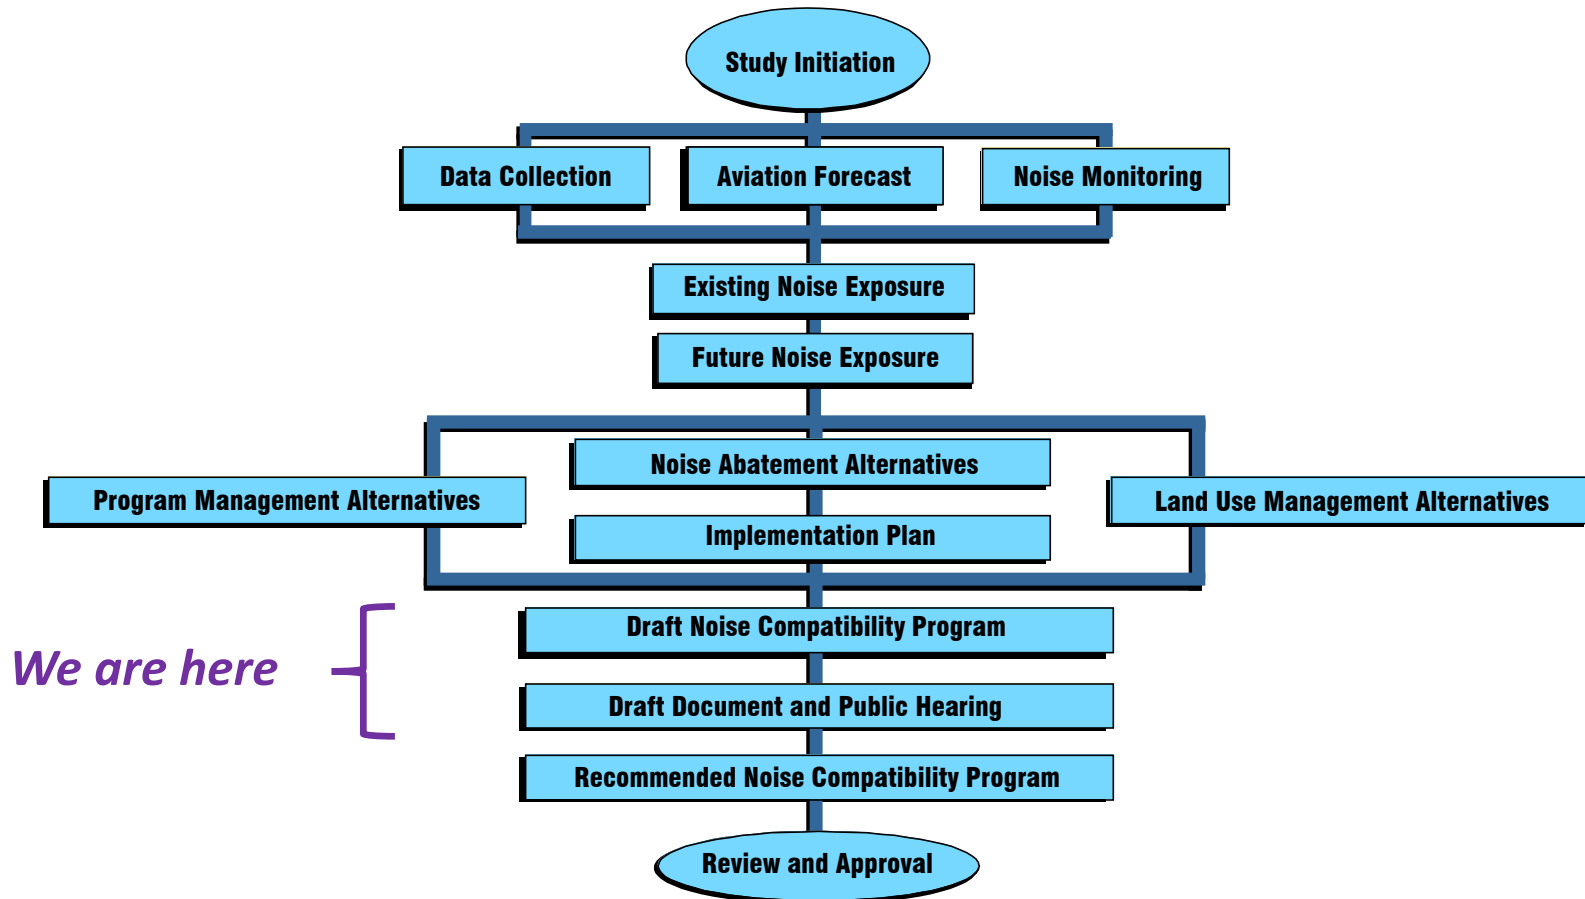 Study Initiation
Data Collection
Aviation Forecast
Noise Monitoring
Existing Noise Exposure
Future Noise Exposure
Noise Abatement Alternatives
Program Management Alternatives
Land Use Management Alternatives
Implementation Plan
Draft Noise Compatibility Program
We are here
Draft Document and Public Hearing
Recommended Noise Compatibility Program
Review and Approval